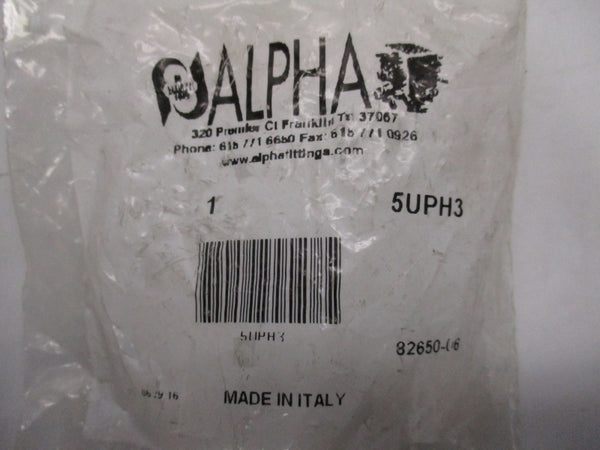 ALPHA
320 Premier Ct Franklin Tn 37067
Phone: 615 771 6650 Fax: 615 771 0926
www.alphafittings.com
1 5UPH3
5UPH3
82650-06
MADE IN ITALY